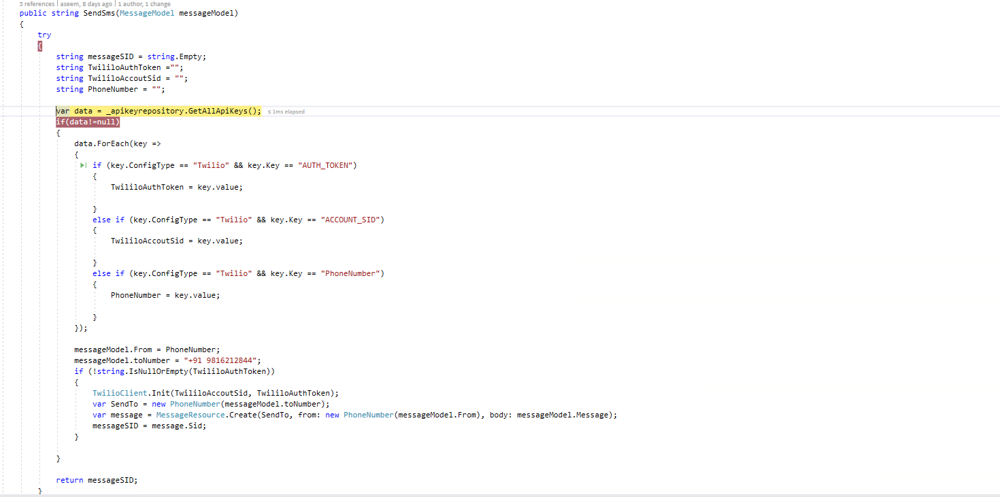 3 references | aseem, 8 days ago | 1 author, 1 change
public string SendSms(MessageModel messageModel)
{
try
{
string messageSID = string.Empty;
string TwililoAuthToken ="";
string TwililoAccoutSid = "";
string PhoneNumber = "";
var data = _apikeyrepository.GetAllApiKeys(); ≤ 1ms elapsed
if(data!=null)
{
data.ForEach(key =>
{
if (key.ConfigType == "Twilio" && key.Key == "AUTH_TOKEN")
{
TwililoAuthToken = key.value;
}
else if (key.ConfigType == "Twilio" && key.Key == "ACCOUNT_SID")
{
TwililoAccoutSid = key.value;
}
else if (key.ConfigType == "Twilio" && key.Key == "PhoneNumber")
{
PhoneNumber = key.value;
}
});
messageModel.From = PhoneNumber;
messageModel.toNumber = "+91 9816212844";
if (!string.IsNullOrEmpty(TwililoAuthToken))
{
TwilioClient.Init(TwililoAccoutSid, TwililoAuthToken);
var SendTo = new PhoneNumber(messageModel.toNumber);
var message = MessageResource.Create(SendTo, from: new PhoneNumber(messageModel.From), body: messageModel.Message);
messageSID = message.Sid;
}
}
return messageSID;
}